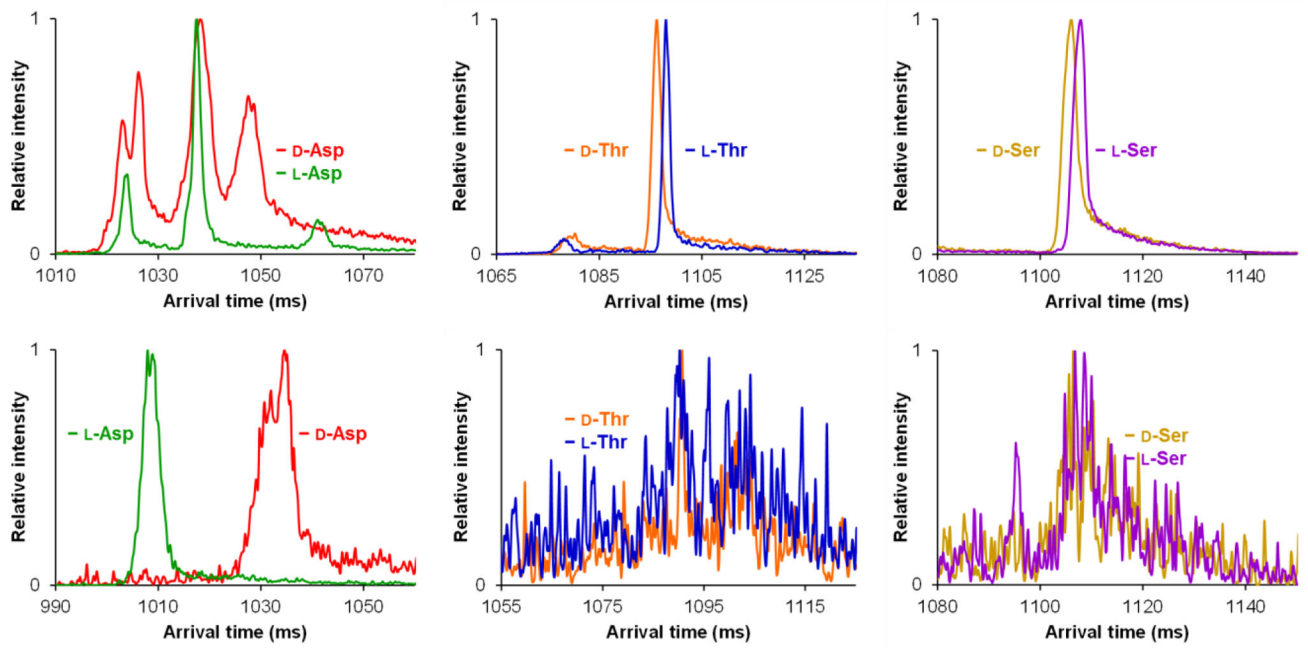 1
Relative intensity
D-Asp
L-Asp
0
1010 1030 1050 1070
Arrival time (ms)
1
Relative intensity
D-Thr L-Thr
0
1065 1085 1105 1125
Arrival time (ms)
1
Relative intensity
D-Ser L-Ser
0
1080 1100 1120 1140
Arrival time (ms)
1
Relative intensity
L-Asp D-Asp
0
990 1010 1030 1050
Arrival time (ms)
1
Relative intensity
D-Thr
L-Thr
0
1055 1075 1095 1115
Arrival time (ms)
1
Relative intensity
D-Ser
L-Ser
0
1080 1100 1120 1140
Arrival time (ms)